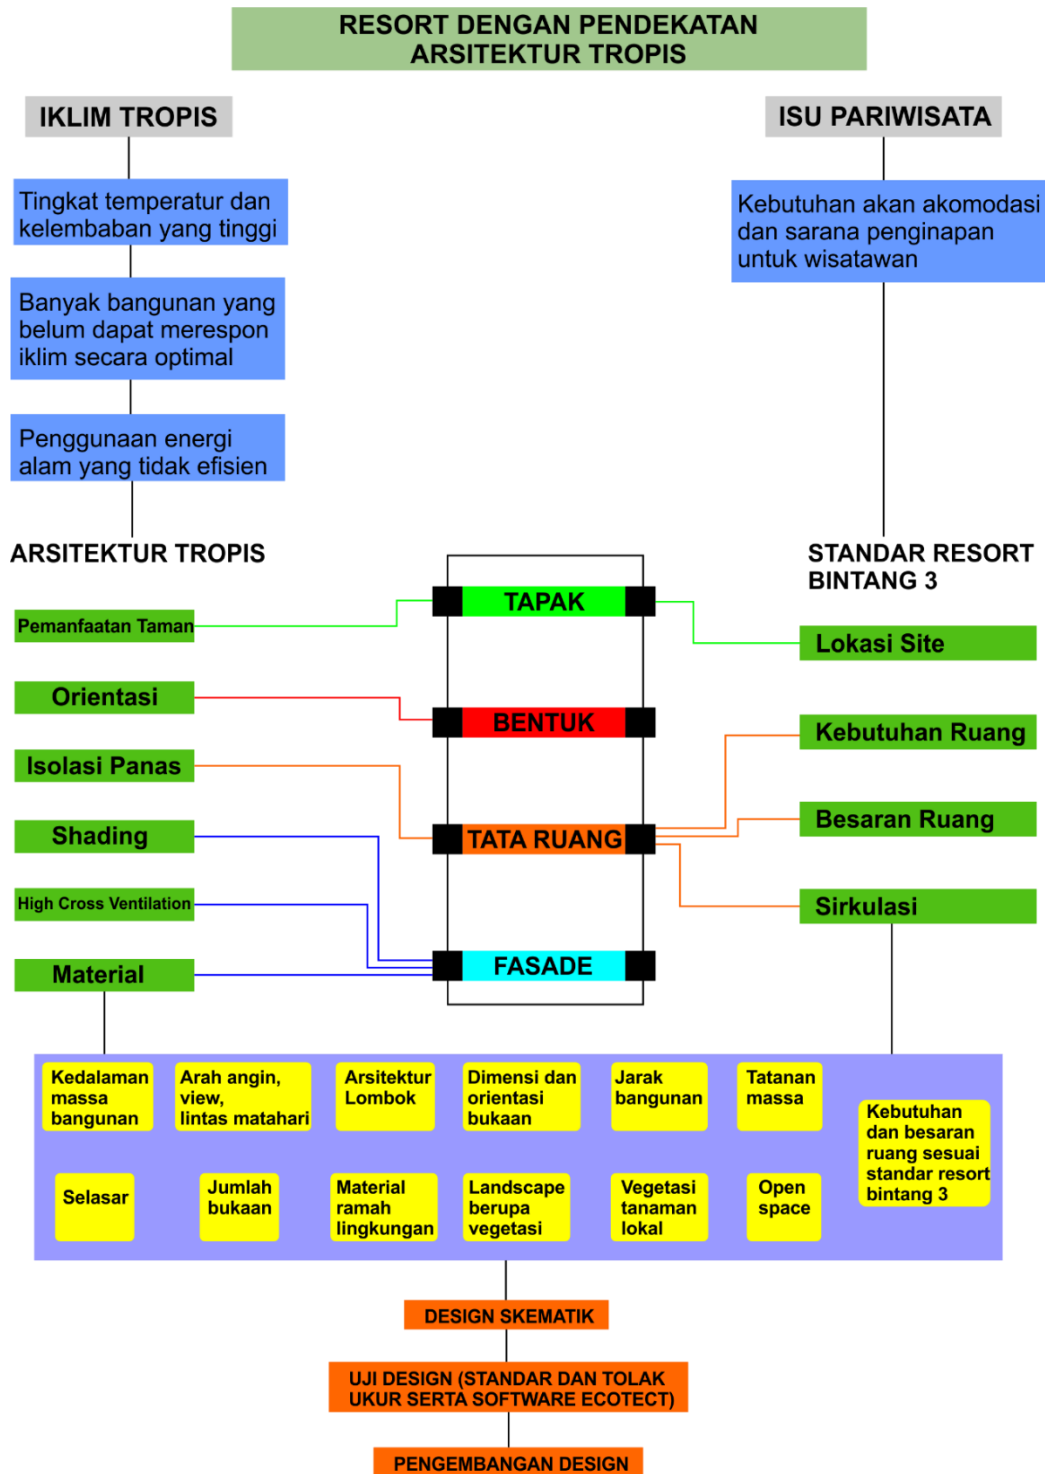 RESORT DENGAN PENDEKATAN
ARSITEKTUR TROPIS
IKLIM TROPIS
ISU PARIWISATA
Tingkat temperatur dan
kelembaban yang tinggi
Kebutuhan akan akomodasi
dan sarana penginapan
untuk wisatawan
Banyak bangunan yang
belum dapat merespon
iklim secara optimal
Penggunaan energi
alam yang tidak efisien
ARSITEKTUR TROPIS
STANDAR RESORT
BINTANG 3
Pemanfaatan Taman
Orientasi
Isolasi Panas
Shading
High Cross Ventilation
Material
TAPAK
BENTUK
TATA RUANG
FASADE
Lokasi Site
Kebutuhan Ruang
Besaran Ruang
Sirkulasi
Kedalaman
massa
bangunan
Arah angin,
view,
lintas matahari
Arsitektur
Lombok
Dimensi dan
orientasi
bukaan
Jarak
bangunan
Tatanan
massa
Kebutuhan
dan besaran
ruang sesuai
standar resort
bintang 3
Selasar
Jumlah
bukaan
Material
ramah
lingkungan
Landscape
berupa
vegetasi
Vegetasi
tanaman
lokal
Open
space
DESIGN SKEMATIK
UJI DESIGN (STANDAR DAN TOLAK
UKUR SERTA SOFTWARE ECOTECT)
PENGEMBANGAN DESIGN